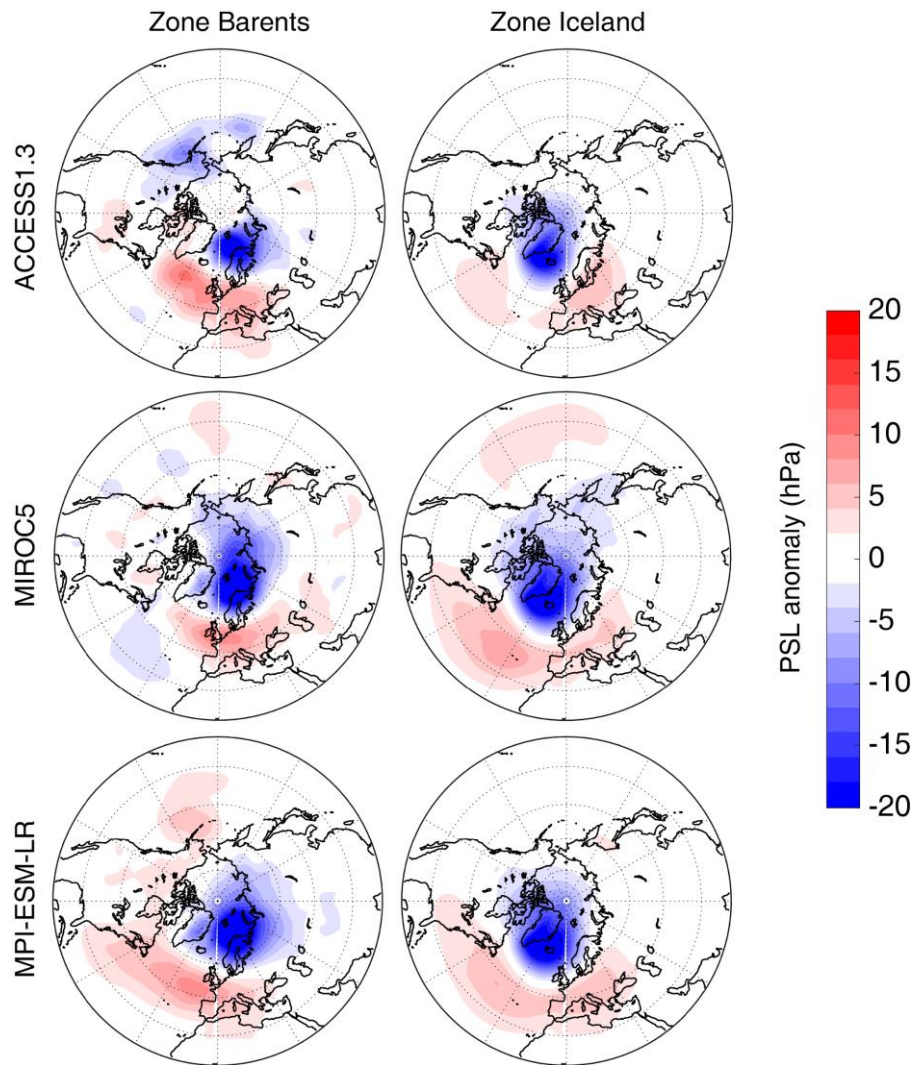 Zone Barents
Zone Iceland
ACCESS1.3
MIROC5
MPI-ESM-LR
20
15
10
5
0
-5
-10
-15
-20
PSL anomaly (hPa)